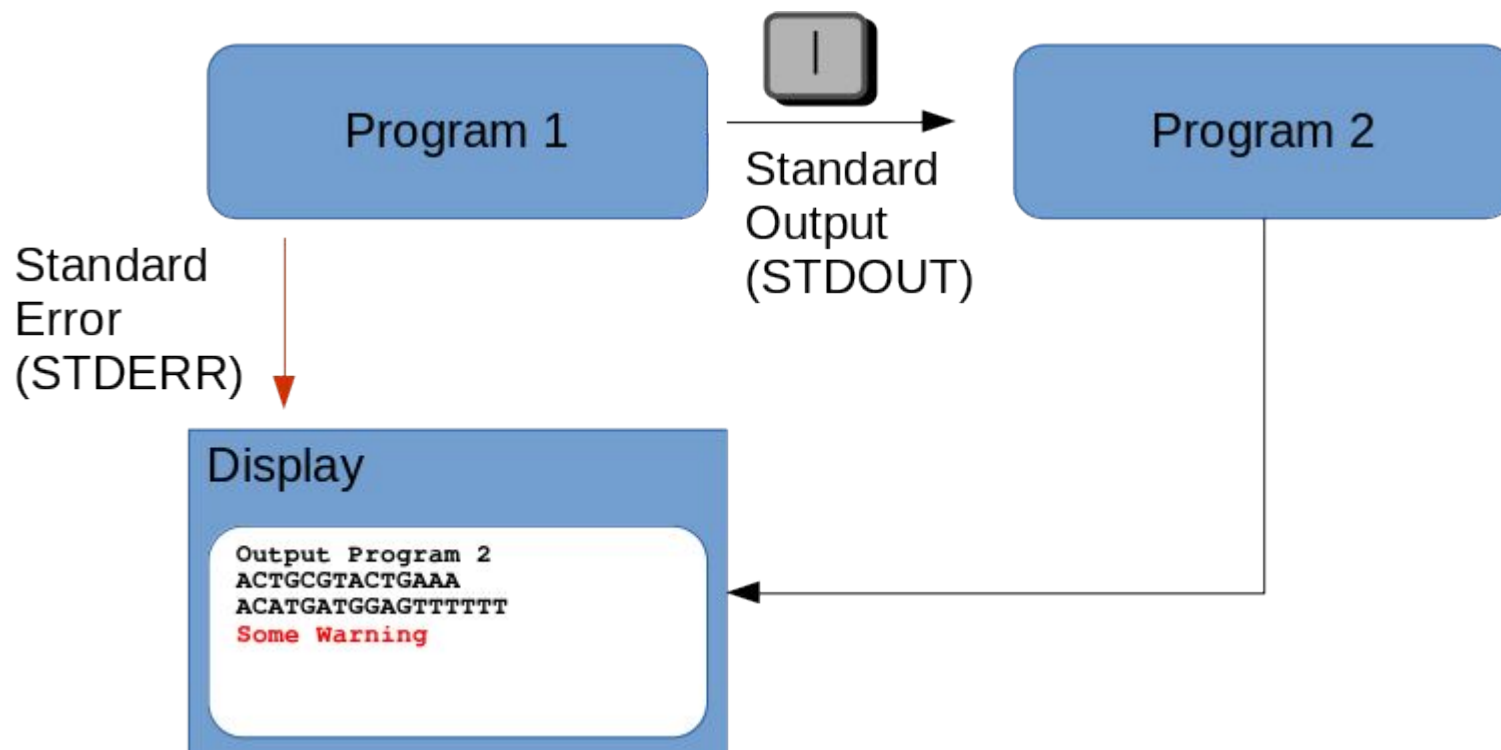 Program 1
|
Program 2
Standard
Output
(STDOUT)
Standard
Error
(STDERR)
Display
Output Program 2
ACTGCGTACTGAAA
ACATGATGGAGTTTTTT
Some Warning